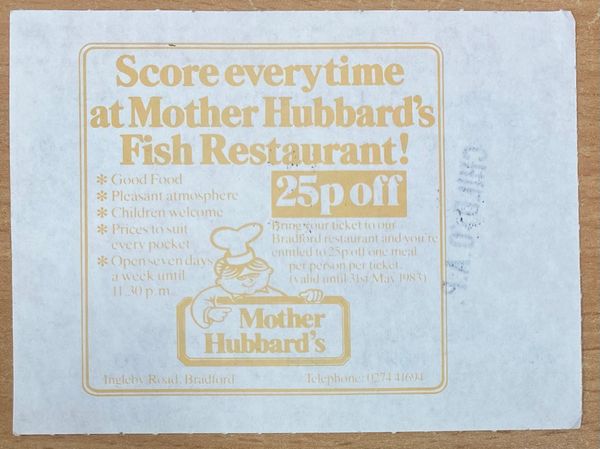 Score everytime
at Mother Hubbard's
Fish Restaurant!
* Good Food
* Pleasant atmosphere
* Children welcome
* Prices to suit
every pocket
* Open seven days
a week until
11.30 p.m.
25p off
Bring your ticket to our
Bradford restaurant and you're
entitled to 25p off one meal
per person per ticket.
(valid until 31st May 1983)
Mother
Hubbard's
Ingleby Road, Bradford
Telephone: 0274 41694
CHILD/O.A.P.